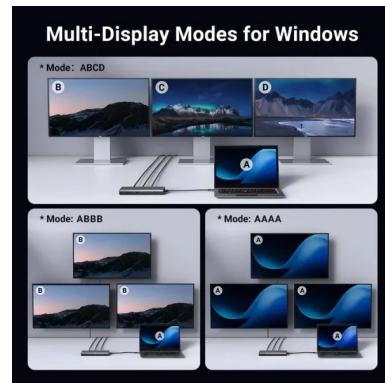 Multi-Display Modes for Windows
* Mode: ABCD
B
C
D
A
* Mode: ABBB
B
B
B
A
* Mode: AAAA
A
A
A
A